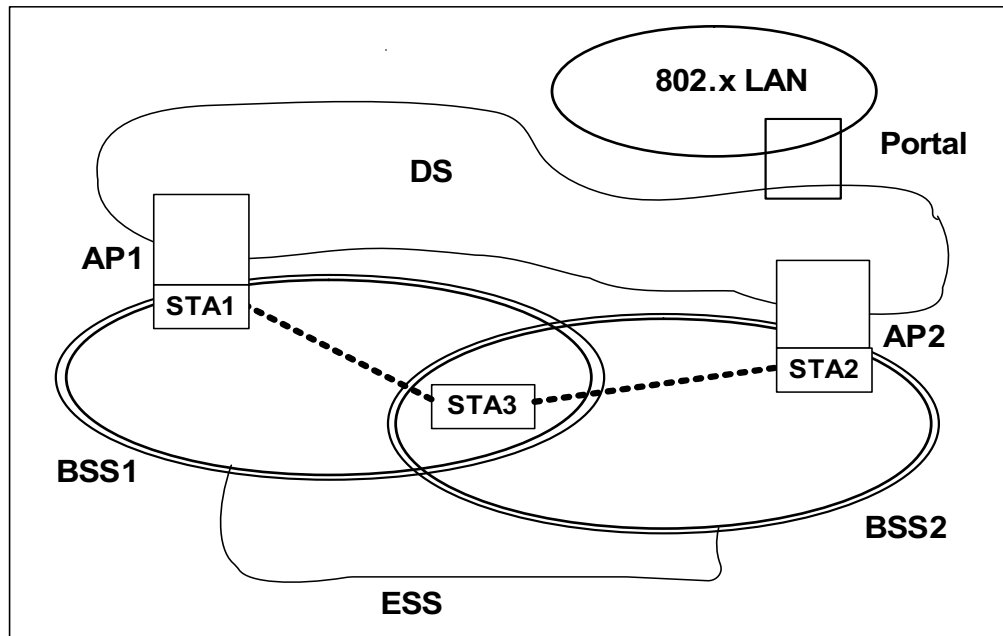 802.x LAN
Portal
DS
AP1
STA1
AP2
STA2
STA3
BSS1
BSS2
ESS